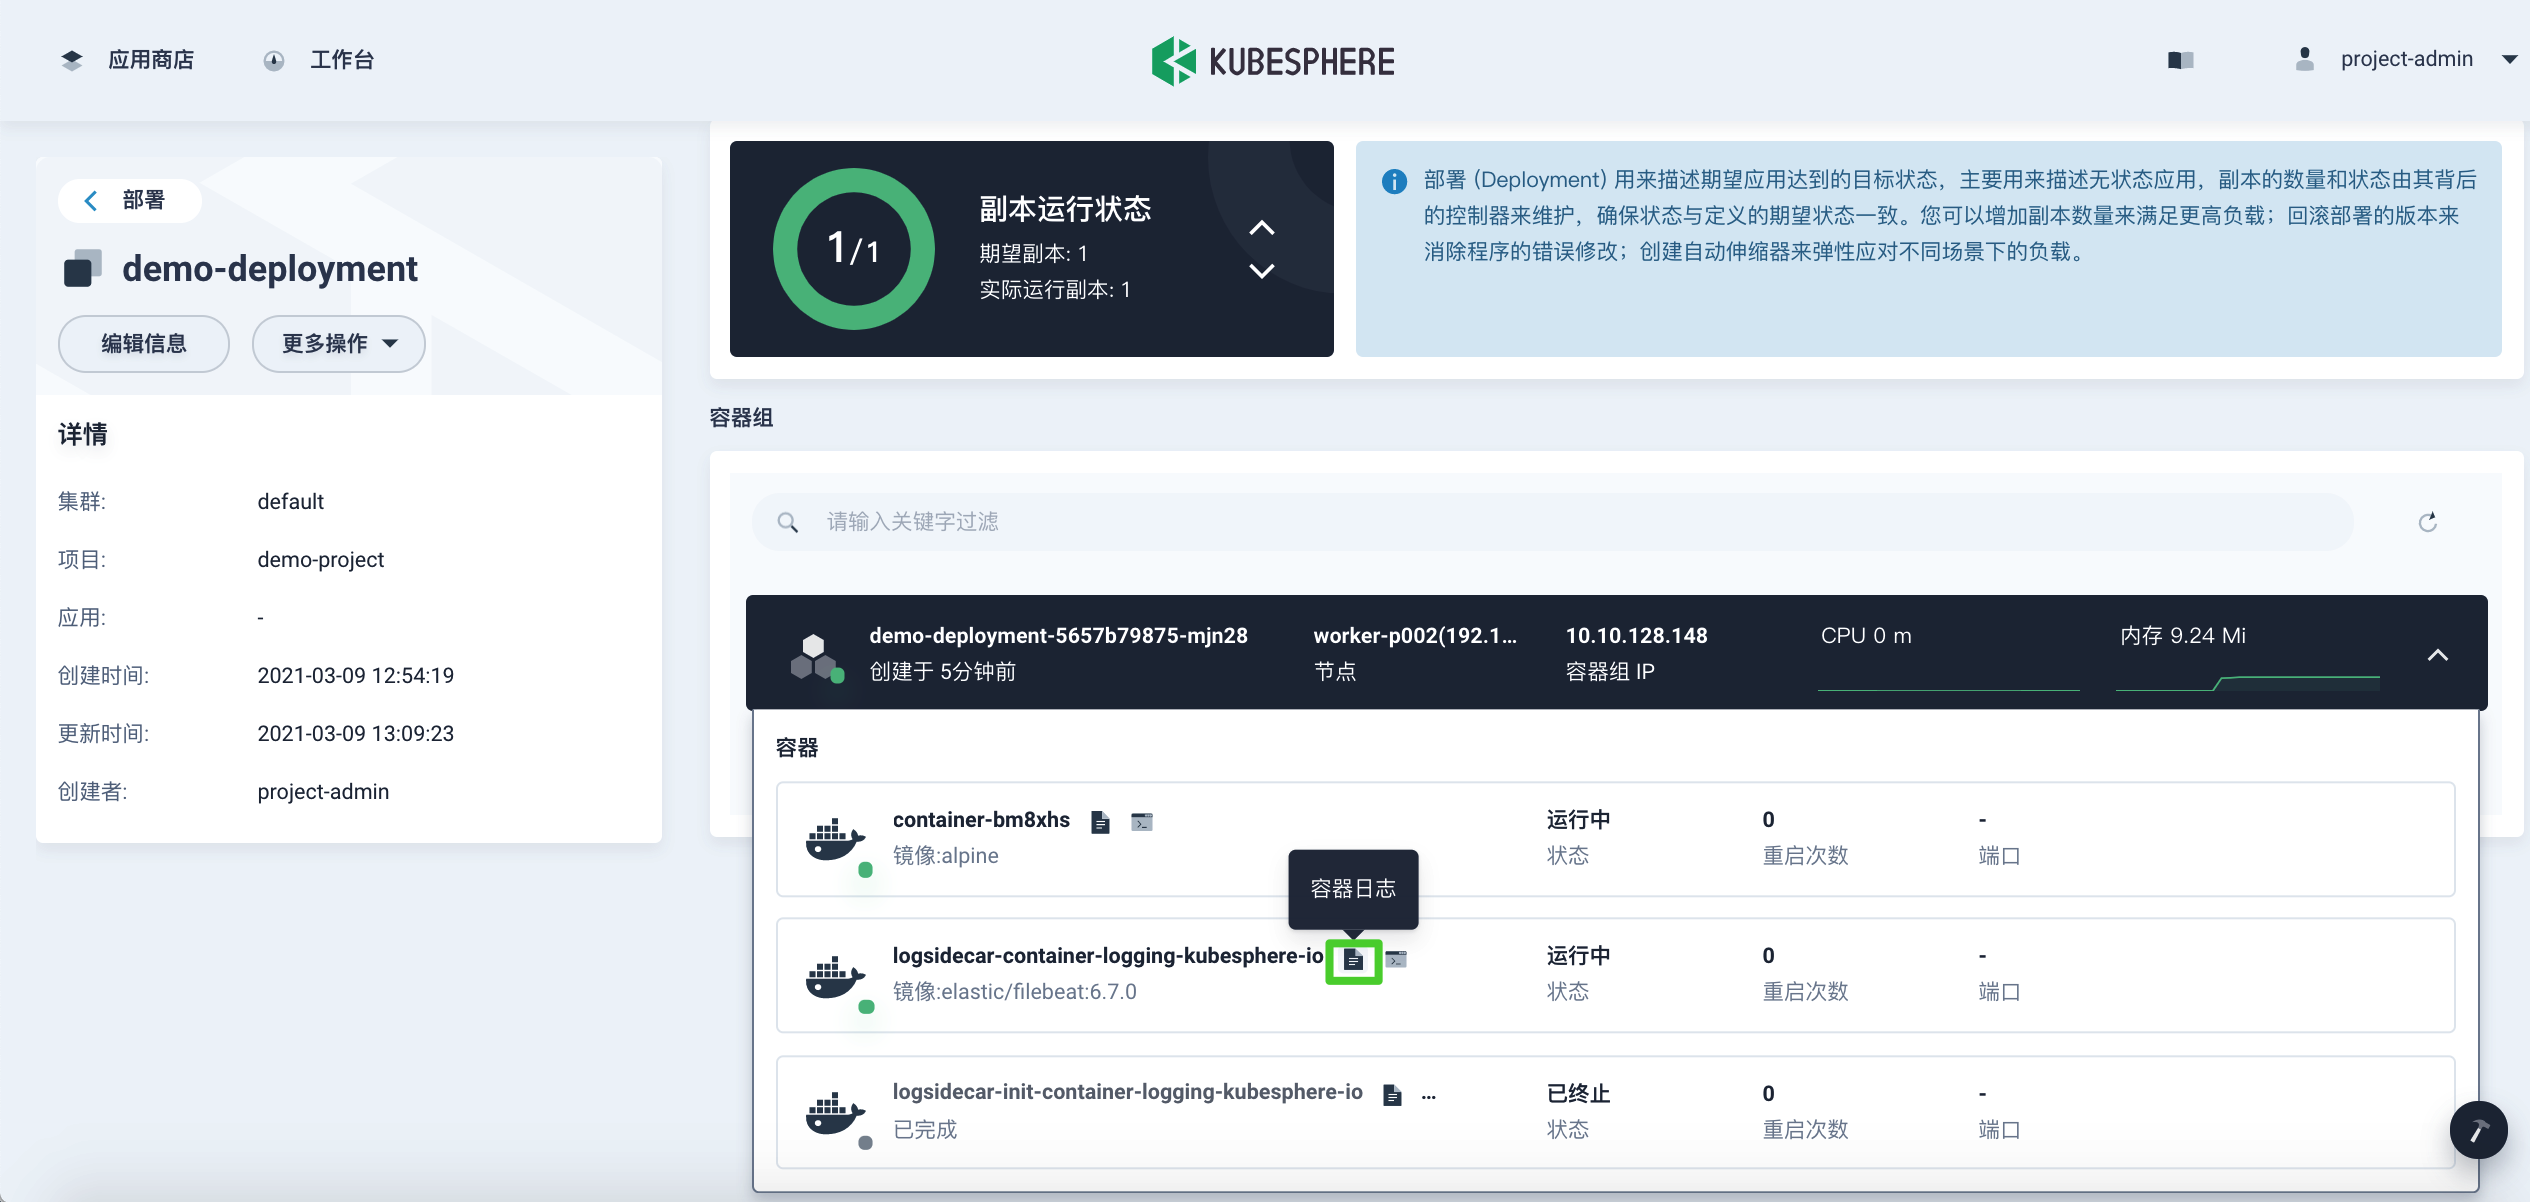 应用商店
工作台
KUBESPHERE
project-admin
部署
demo-deployment
编辑信息
更多操作
详情
集群: default
项目: demo-project
应用: -
创建时间: 2021-03-09 12:54:19
更新时间: 2021-03-09 13:09:23
创建者: project-admin
1/1
副本运行状态
期望副本: 1
实际运行副本: 1
部署 (Deployment) 用来描述期望应用达到的目标状态，主要用来描述无状态应用，副本的数量和状态由其背后
的控制器来维护，确保状态与定义的期望状态一致。您可以增加副本数量来满足更高负载；回滚部署的版本来
消除程序的错误修改；创建自动伸缩器来弹性应对不同场景下的负载。
容器组
请输入关键字过滤
demo-deployment-5657b79875-mjn28 worker-p002(192.1... 10.10.128.148 CPU 0 m 内存 9.24 Mi
创建于 5分钟前 节点 容器组 IP
容器
container-bm8xhs 运行中 0 -
镜像:alpine 状态 重启次数 端口
容器日志
logsidecar-container-logging-kubesphere-io 运行中 0 -
镜像:elastic/filebeat:6.7.0 状态 重启次数 端口
logsidecar-init-container-logging-kubesphere-io ... 已终止 0 -
已完成 状态 重启次数 端口